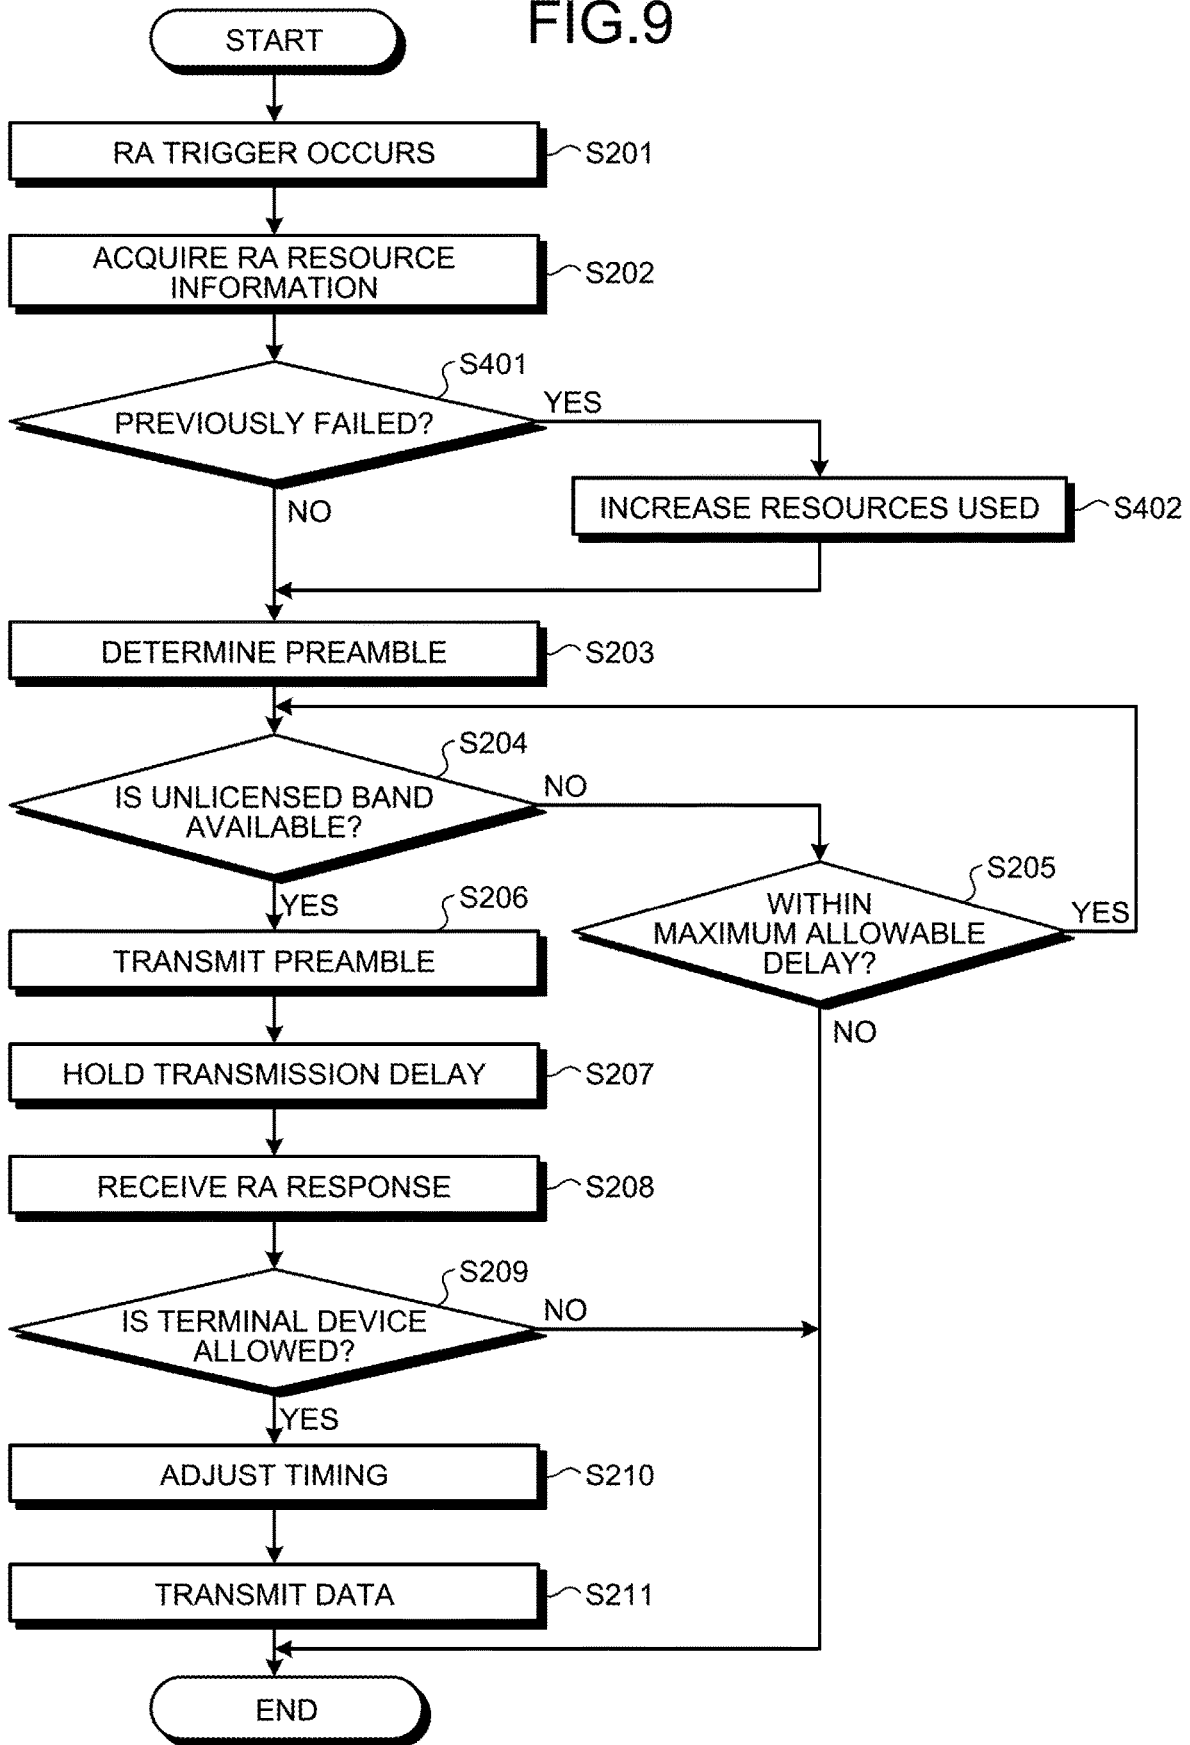 FIG.9
START
RA TRIGGER OCCURS
S201
ACQUIRE RA RESOURCE
INFORMATION
S202
S401
PREVIOUSLY FAILED?
YES
NO
INCREASE RESOURCES USED
S402
DETERMINE PREAMBLE
S203
S204
IS UNLICENSED BAND
AVAILABLE?
NO
YES
S205
WITHIN
MAXIMUM ALLOWABLE
DELAY?
YES
NO
S206
TRANSMIT PREAMBLE
HOLD TRANSMISSION DELAY
S207
RECEIVE RA RESPONSE
S208
S209
IS TERMINAL DEVICE
ALLOWED?
NO
YES
ADJUST TIMING
S210
TRANSMIT DATA
S211
END